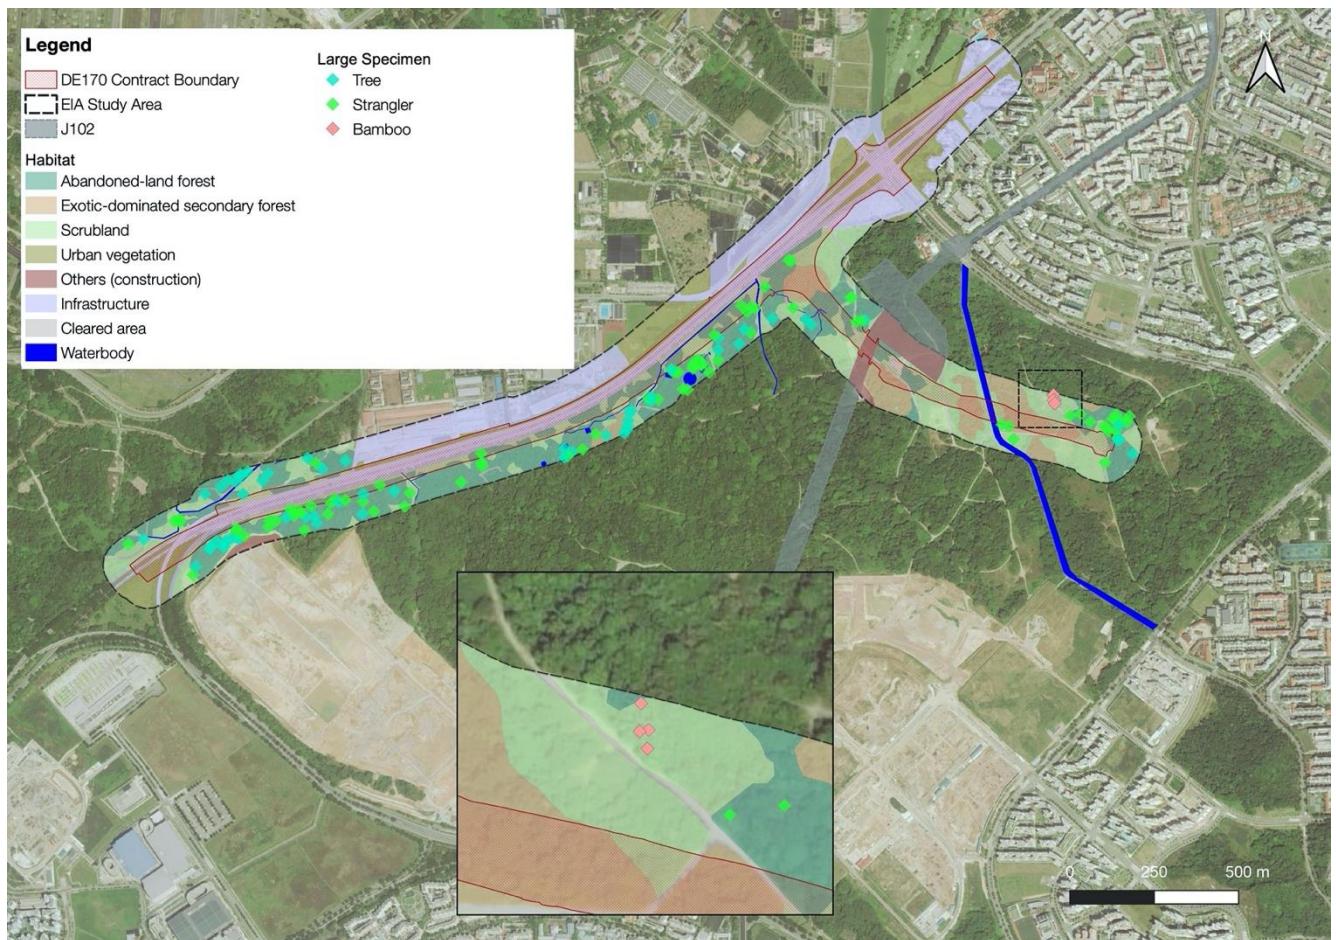 Legend
DE170 Contract Boundary
EIA Study Area
J102
Habitat
Abandoned-land forest
Exotic-dominated secondary forest
Scrubland
Urban vegetation
Others (construction)
Infrastructure
Cleared area
Waterbody
Large Specimen
Tree
Strangler
Bamboo
N
0 250 500 m